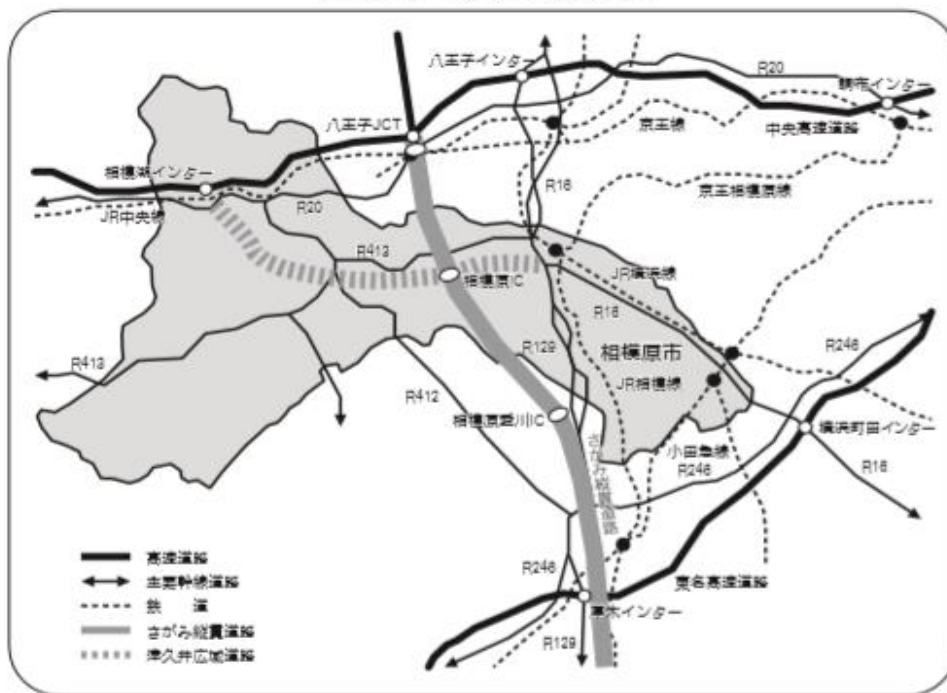 八王子インター
R20
調布インター
八王子JCT
京王線
中央高速道路
相模湖インター
R16
京王相模原線
JR中央線
R20
R413
相模原IC
JR横浜線
R16
R129
相模原市
R246
R413
R412
JR相模線
相模原愛川IC
横浜町田インター
小田急線
R246
R16
さがみ縦貫道路
R246
東名高速道路
厚木インター
R129
高速道路
主要幹線道路
鉄 道
さがみ縦貫道路
津久井広域道路